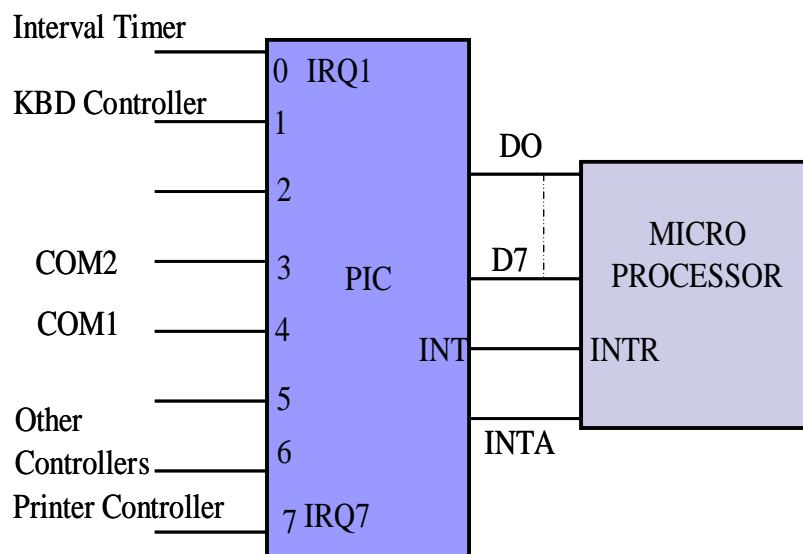 Interval Timer
0 IRQ1
KBD Controller
1
2
COM2
3
COM1
4
5
Other
Controllers
6
Printer Controller
7 IRQ7
PIC
INT
DO
D7
INTA
MICRO
PROCESSOR
INTR